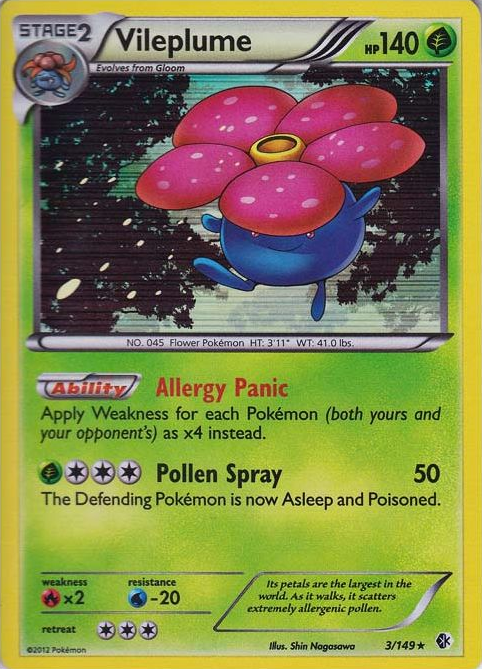 STAGE2
Vileplume
HP140
Evolves from Gloom
NO. 045 Flower Pokémon HT: 3'11" WT: 41.0 lbs.
Ability Allergy Panic
Apply Weakness for each Pokémon (both yours and
your opponent's) as x4 instead.
Pollen Spray 50
The Defending Pokémon is now Asleep and Poisoned.
weakness resistance
×2 -20
retreat
Its petals are the largest in the
world. As it walks, it scatters
extremely allergenic pollen.
©2012 Pokémon
Illus. Shin Nagasawa
3/149★